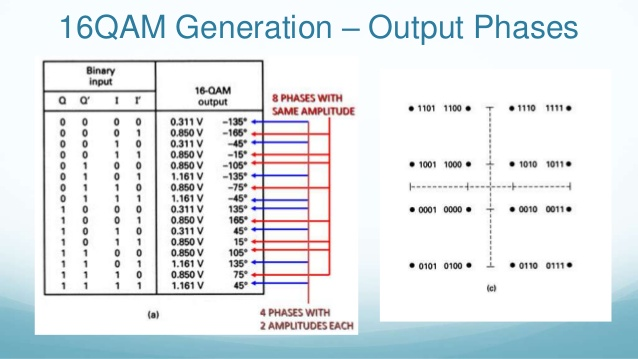 16QAM Generation – Output Phases
Binary input
16-QAM output
Q Q' I I'
0 0 0 0 0.311 V -135°
0 0 0 1 0.850 V -165°
0 0 1 0 0.311 V -45°
0 0 1 1 0.850 V -15°
0 1 0 0 0.850 V -105°
0 1 0 1 1.161 V -135°
0 1 1 0 0.850 V -75°
0 1 1 1 1.161 V -45°
1 0 0 0 0.311 V 135°
1 0 0 1 0.850 V 165°
1 0 1 0 0.311 V 45°
1 0 1 1 0.850 V 15°
1 1 0 0 0.850 V 105°
1 1 0 1 1.161 V 135°
1 1 1 0 0.850 V 75°
1 1 1 1 1.161 V 45°
(a)
8 PHASES WITH
SAME AMPLITUDE
4 PHASES WITH
2 AMPLITUDES EACH
1101 1100 1110 1111
1001 1000 1010 1011
0001 0000 0010 0011
0101 0100 0110 0111
(c)